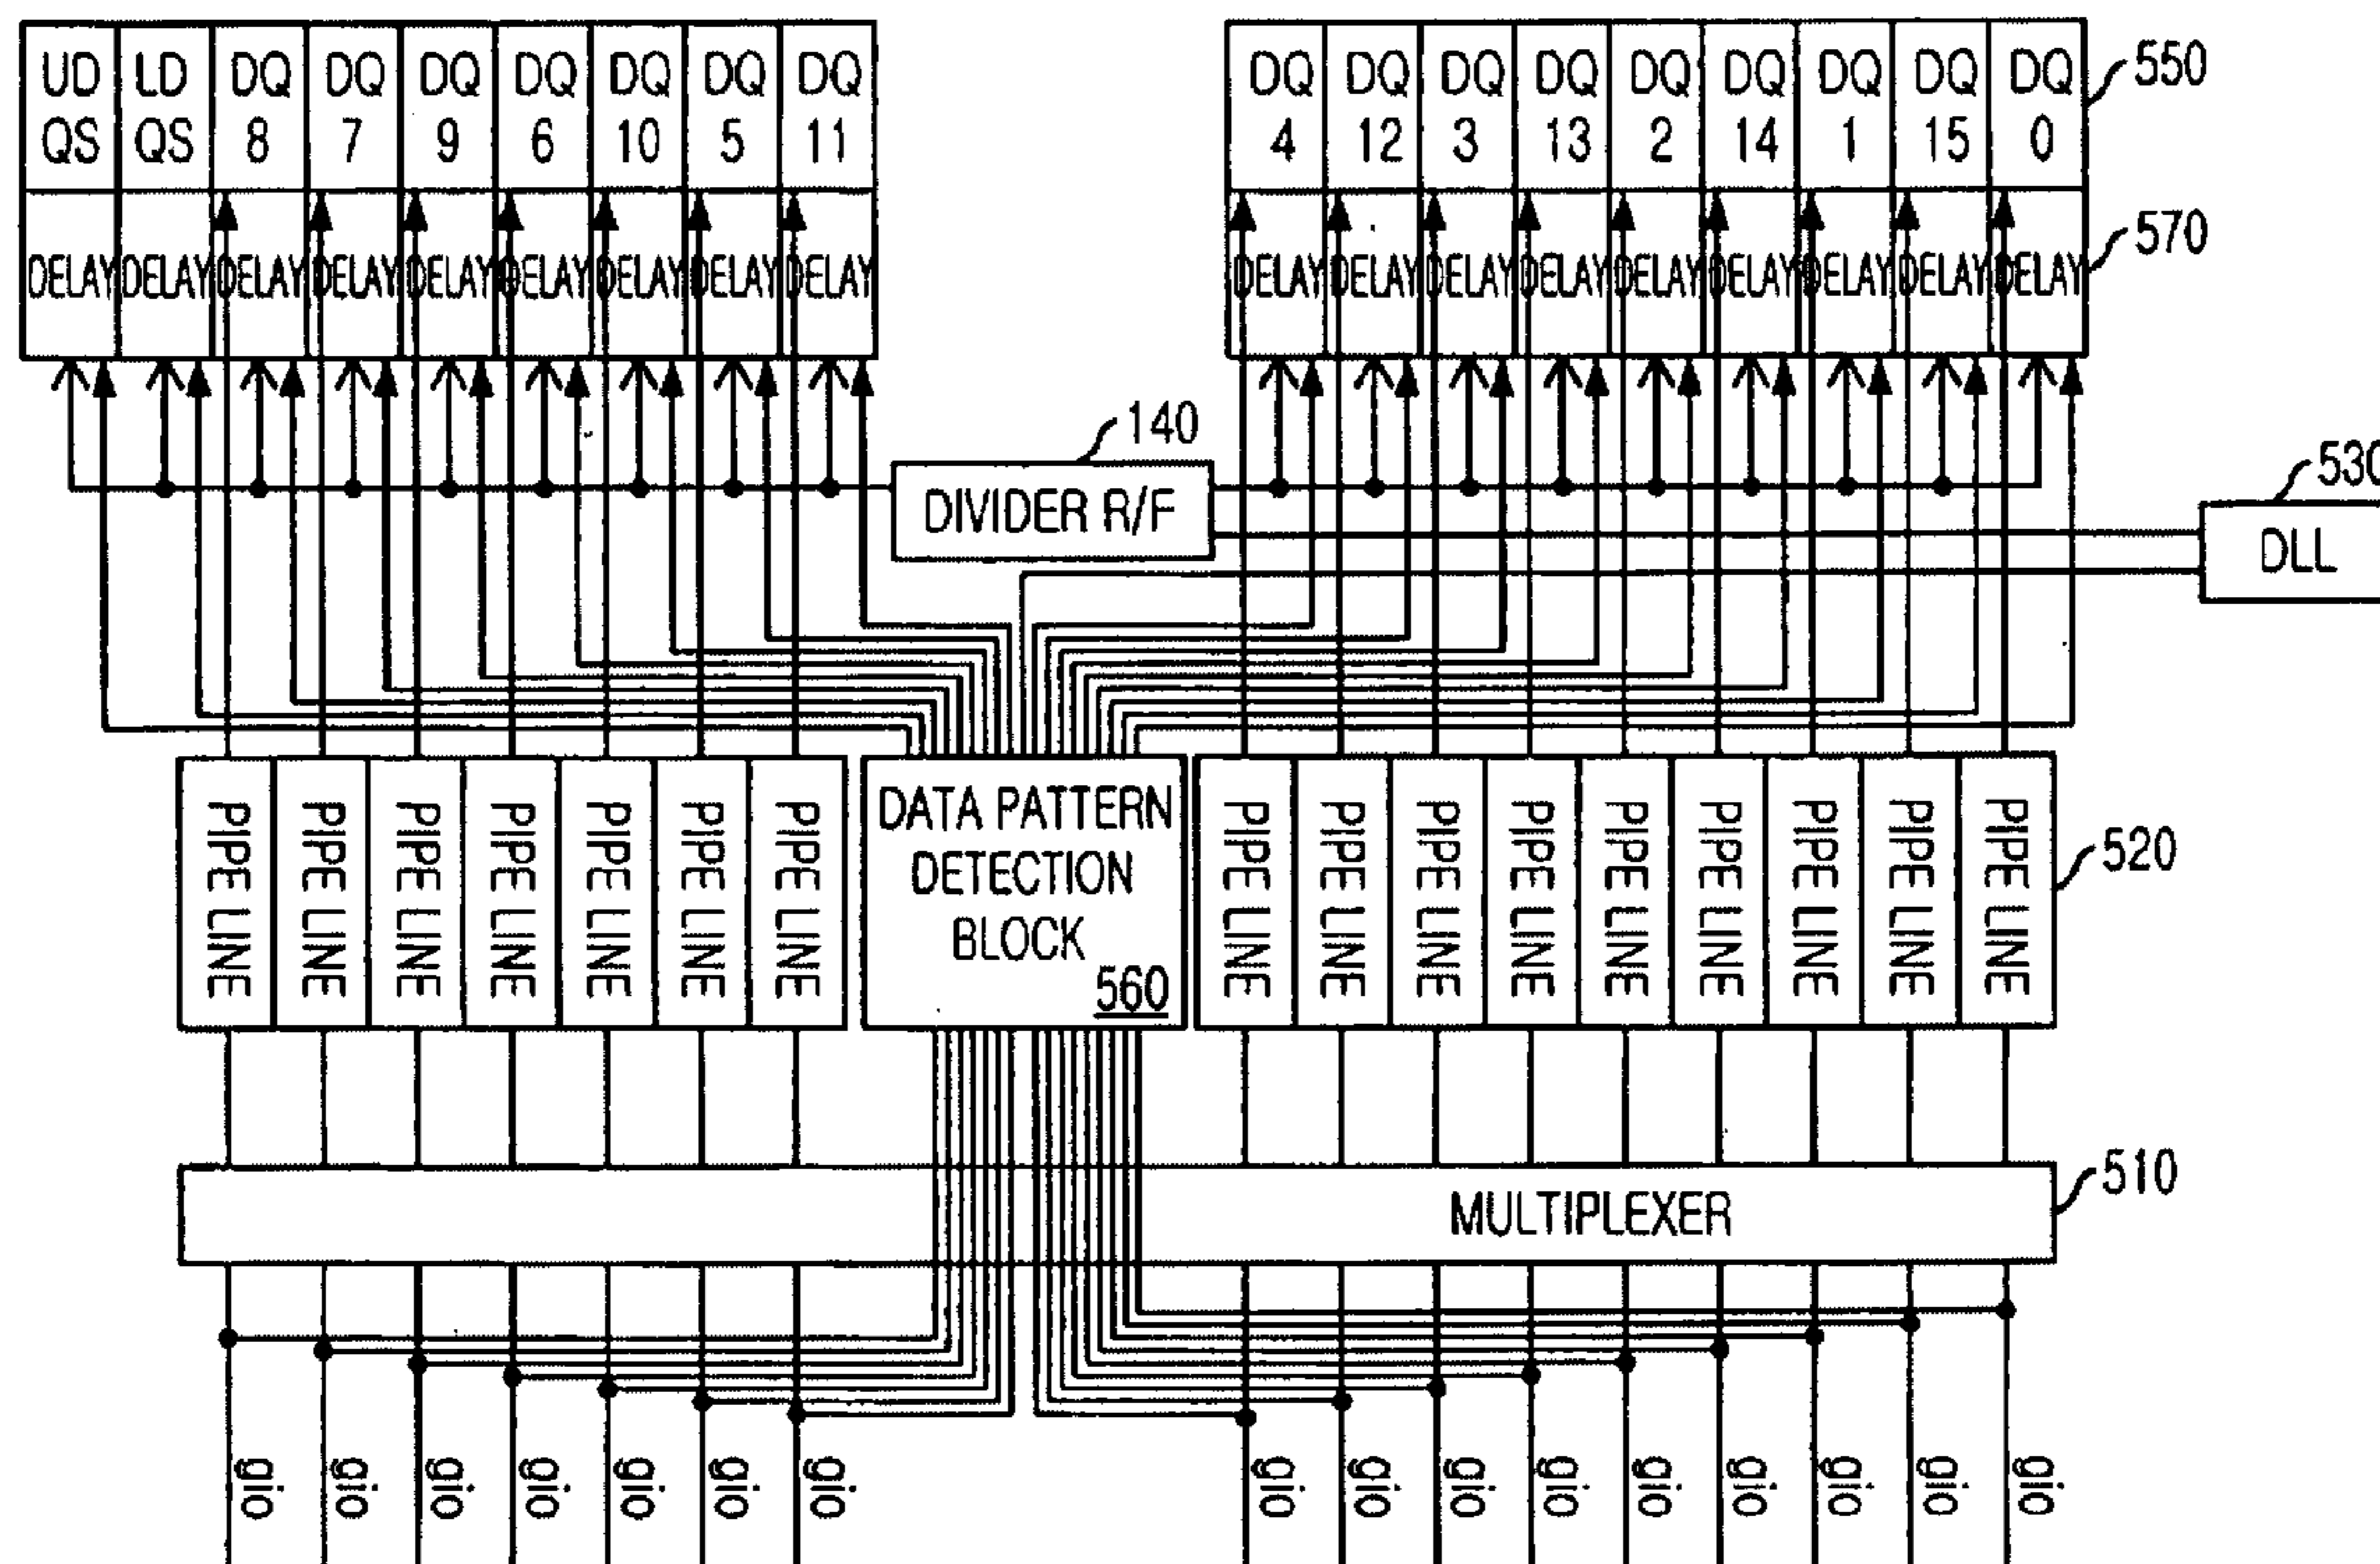 UD LD DQ DQ DQ DQ DQ DQ DQ
QS QS 8 7 9 6 10 5 11
DELAY DELAY DELAY DELAY DELAY DELAY DELAY DELAY DELAY
DQ DQ DQ DQ DQ DQ DQ DQ DQ
4 12 3 13 2 14 1 15 0
550
DELAY DELAY DELAY DELAY DELAY DELAY DELAY DELAY DELAY
570
140
DIVIDER R/F
530
DLL
PIPE LINE
PIPE LINE
PIPE LINE
PIPE LINE
PIPE LINE
PIPE LINE
PIPE LINE
DATA PATTERN
DETECTION
BLOCK
560
PIPE LINE
PIPE LINE
PIPE LINE
PIPE LINE
PIPE LINE
PIPE LINE
PIPE LINE
PIPE LINE
PIPE LINE
520
MULTIPLEXER
510
gio gio gio gio gio gio gio
gio gio gio gio gio gio gio gio gio